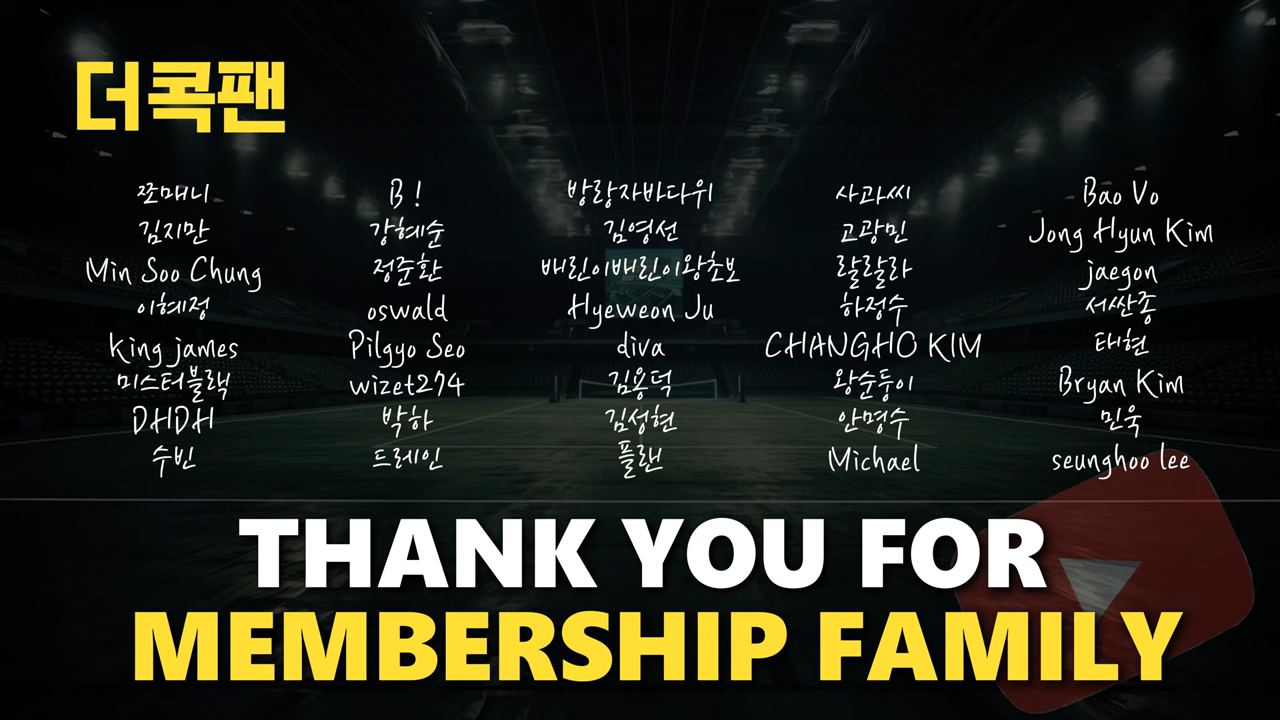 더콕팬
쪼매니 B! 방랑자바다위 사과씨 Bao Vo
김지만 강혜순 김영선 고광민 Jong Hyun Kim
Min Soo Chung 정준환 배린이배린이왕초보 랄랄라 jaegon
이혜정 oswald Hyeweon Ju 하정수 서싼종
king james Pilgyo Seo diva CHANGHO KIM 태현
미스터블랙 wizet274 김용덕 왕순둥이 Bryan Kim
DHDH 박하 김성현 안명수 민욱
수빈 드레인 플랜 Michael seunghoo lee
THANK YOU FOR
MEMBERSHIP FAMILY